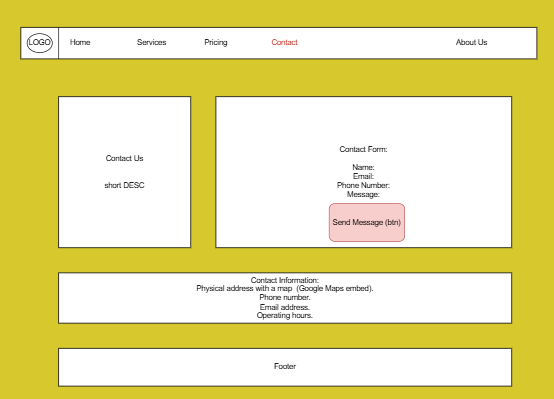 LOGO
Home
Services
Pricing
Contact
About Us
Contact Us
short DESC
Contact Form:
Name:
Email:
Phone Number:
Message:
Send Message (btn)
Contact Information:
Physical address with a map  (Google Maps embed).
Phone number.
Email address.
Operating hours.
Footer